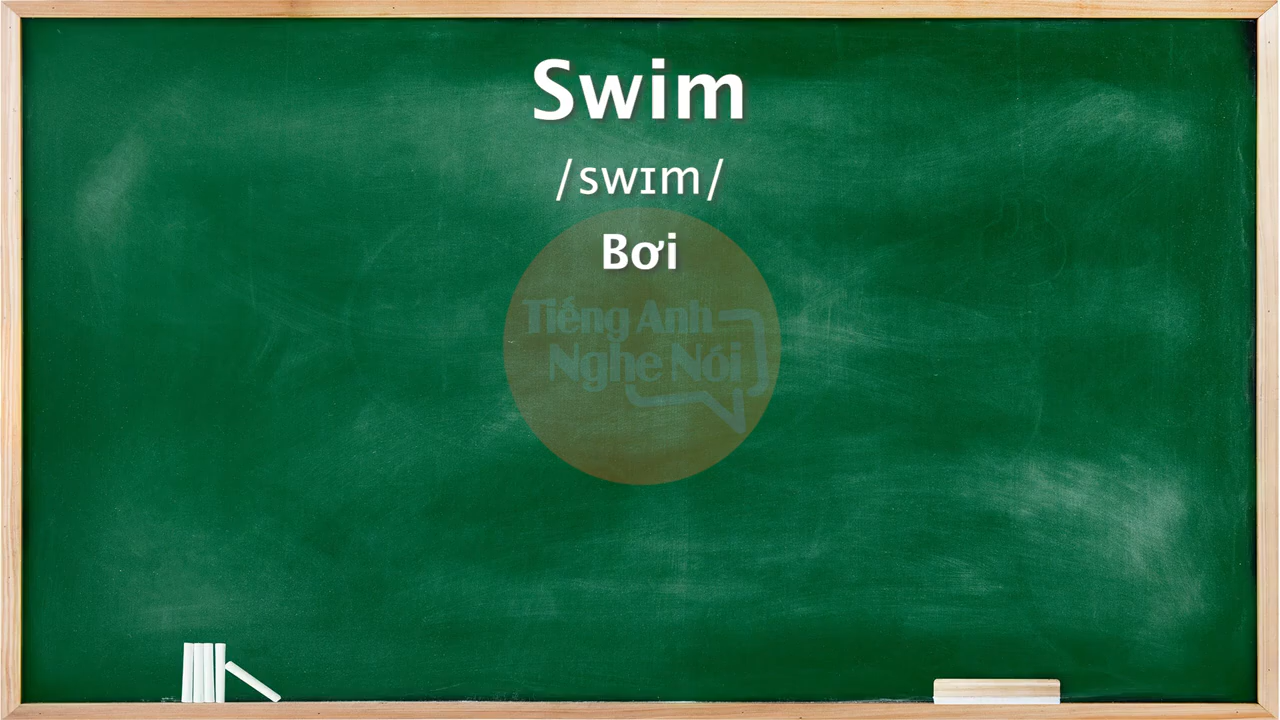 Swim
/swɪm/
Bơi
Tiếng Anh
Nghe Nói